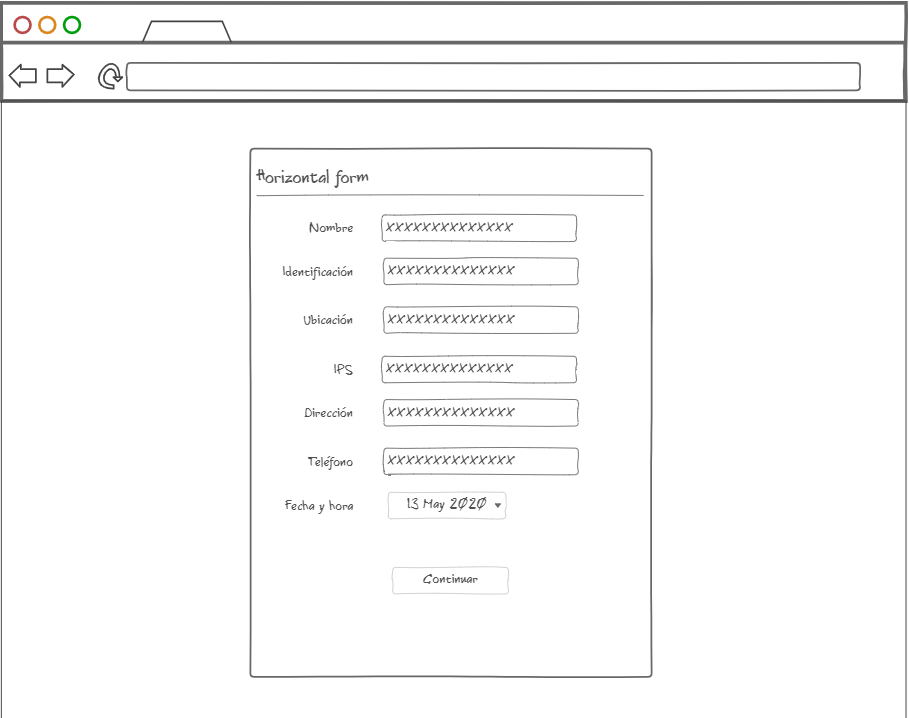 Horizontal form
Nombre XXXXXXXXXXXXXX
Identificación XXXXXXXXXXXXXX
Ubicación XXXXXXXXXXXXXX
IPS XXXXXXXXXXXXXX
Dirección XXXXXXXXXXXXXX
Teléfono XXXXXXXXXXXXXX
Fecha y hora 13 May 2020
Continuar